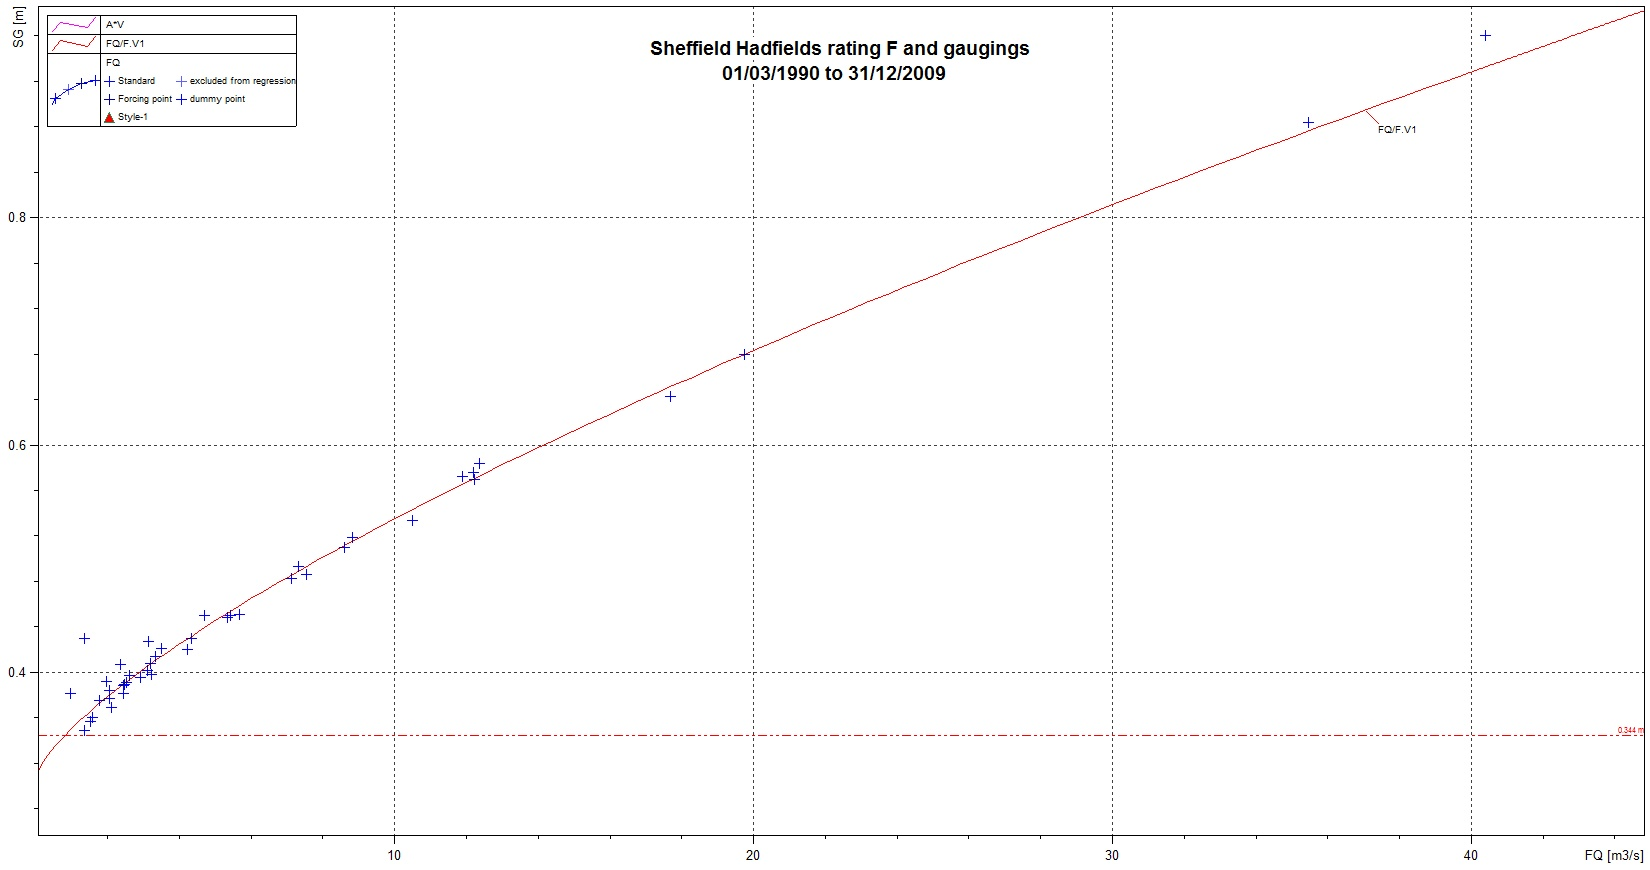 SG [m]
A*V
FQ/F.V1
FQ
Standard excluded from regression
Forcing point dummy point
Style-1
Sheffield Hadfields rating F and gaugings
01/03/1990 to 31/12/2009
FQ/F.V1
0.8
0.6
0.4
0.344 m
10 20 30 40 FQ [m3/s]